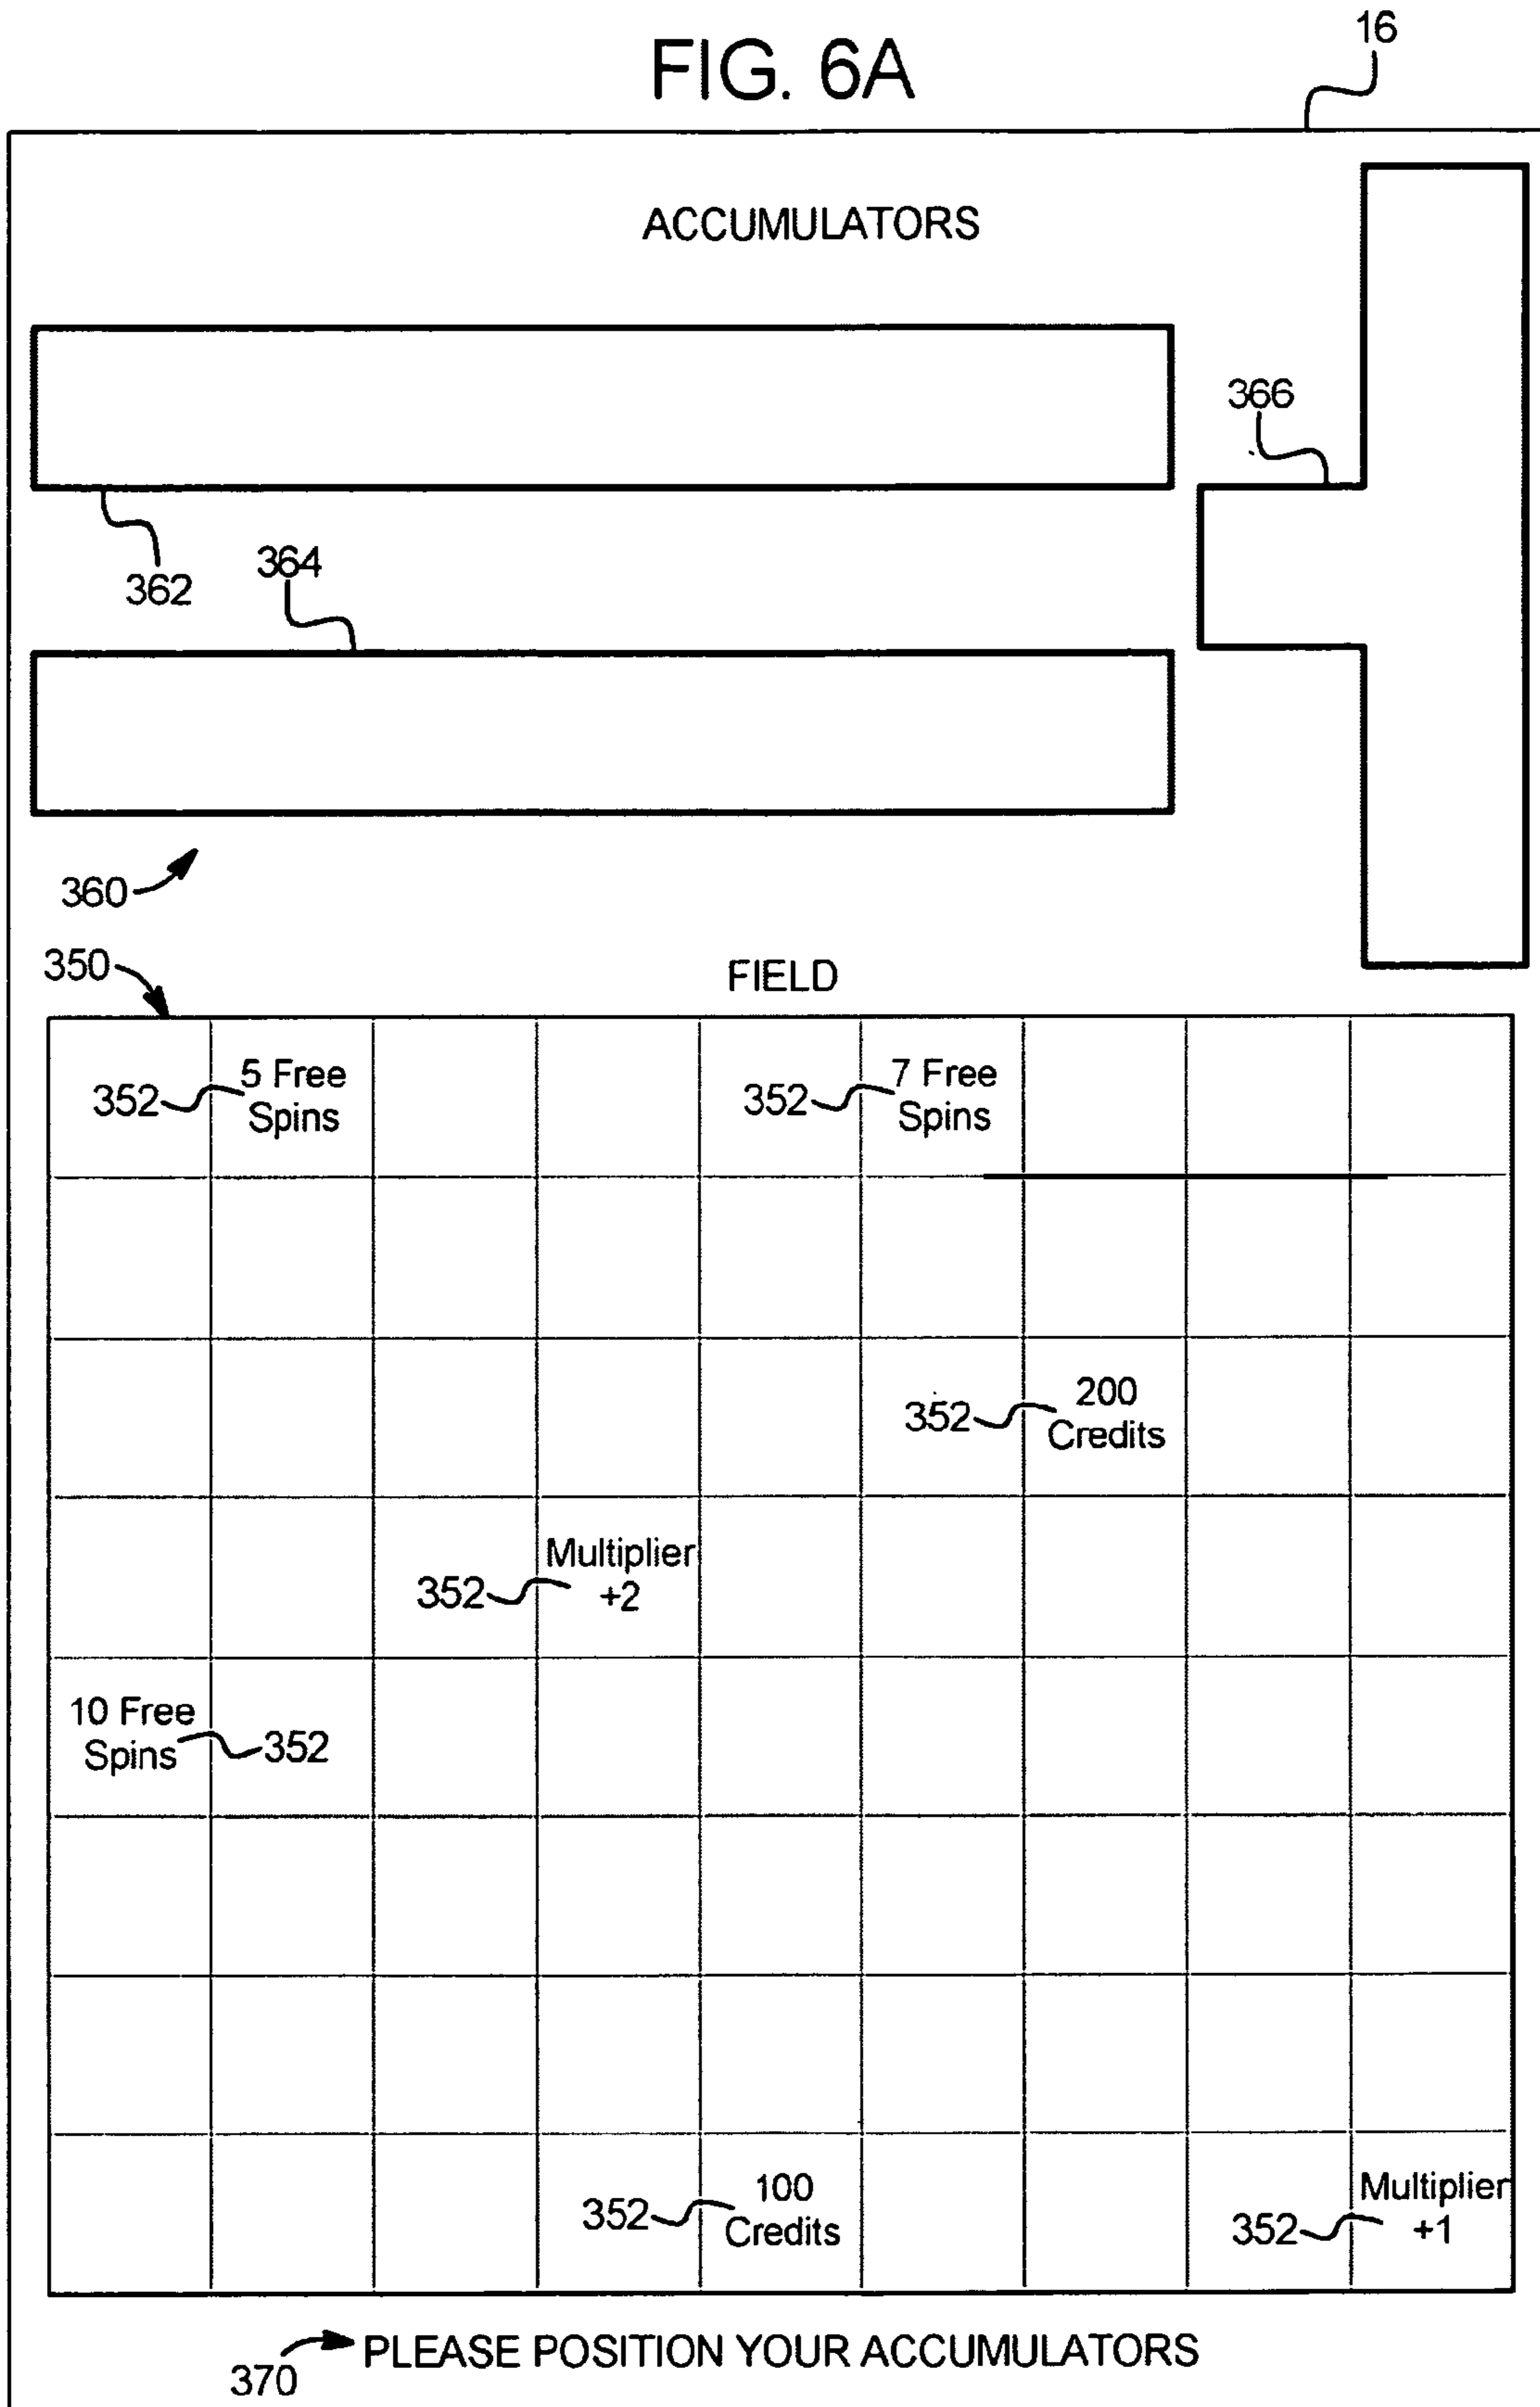 FIG. 6A
16
ACCUMULATORS
366
362
364
360
350
FIELD
352 5 Free
Spins
352 7 Free
Spins
352 200
Credits
352 Multiplier
+2
10 Free
Spins 352
352 100
Credits
352 Multiplier
+1
370 PLEASE POSITION YOUR ACCUMULATORS